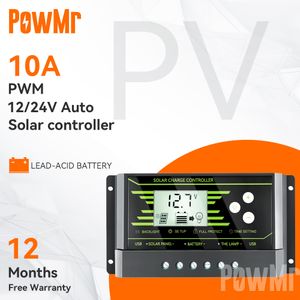 PowMr
PV
10A
PWM
12/24V Auto
Solar controller
LEAD-ACID BATTERY
SOLAR CHARGE CONTROLLER
12.7 V
BACKLIGHT
SETUP
FULL PROTECT
TIME SETTING
USB
SOLAR PANEL
BATTERY
THE LAMP
USB
12
Months
Free Warranty
PowMr